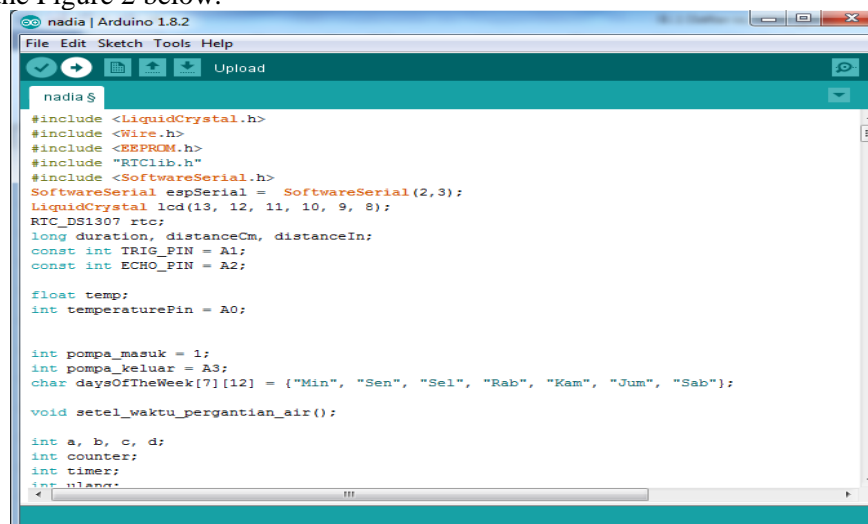 the Figure 2 below.
nadia | Arduino 1.8.2
File Edit Sketch Tools Help
Upload
nadia §
#include <LiquidCrystal.h>
#include <Wire.h>
#include <EEPROM.h>
#include "RTClib.h"
#include <SoftwareSerial.h>
SoftwareSerial espSerial =  SoftwareSerial(2,3);
LiquidCrystal lcd(13, 12, 11, 10, 9, 8);
RTC_DS1307 rtc;
long duration, distanceCm, distanceIn;
const int TRIG_PIN = A1;
const int ECHO_PIN = A2;
float temp;
int temperaturePin = A0;
int pompa_masuk = 1;
int pompa_keluar = A3;
char daysOfTheWeek[7][12] = {"Min", "Sen", "Sel", "Rab", "Kam", "Jum", "Sab"};
void setel_waktu_pergantian_air();
int a, b, c, d;
int counter;
int timer;
int ulang;